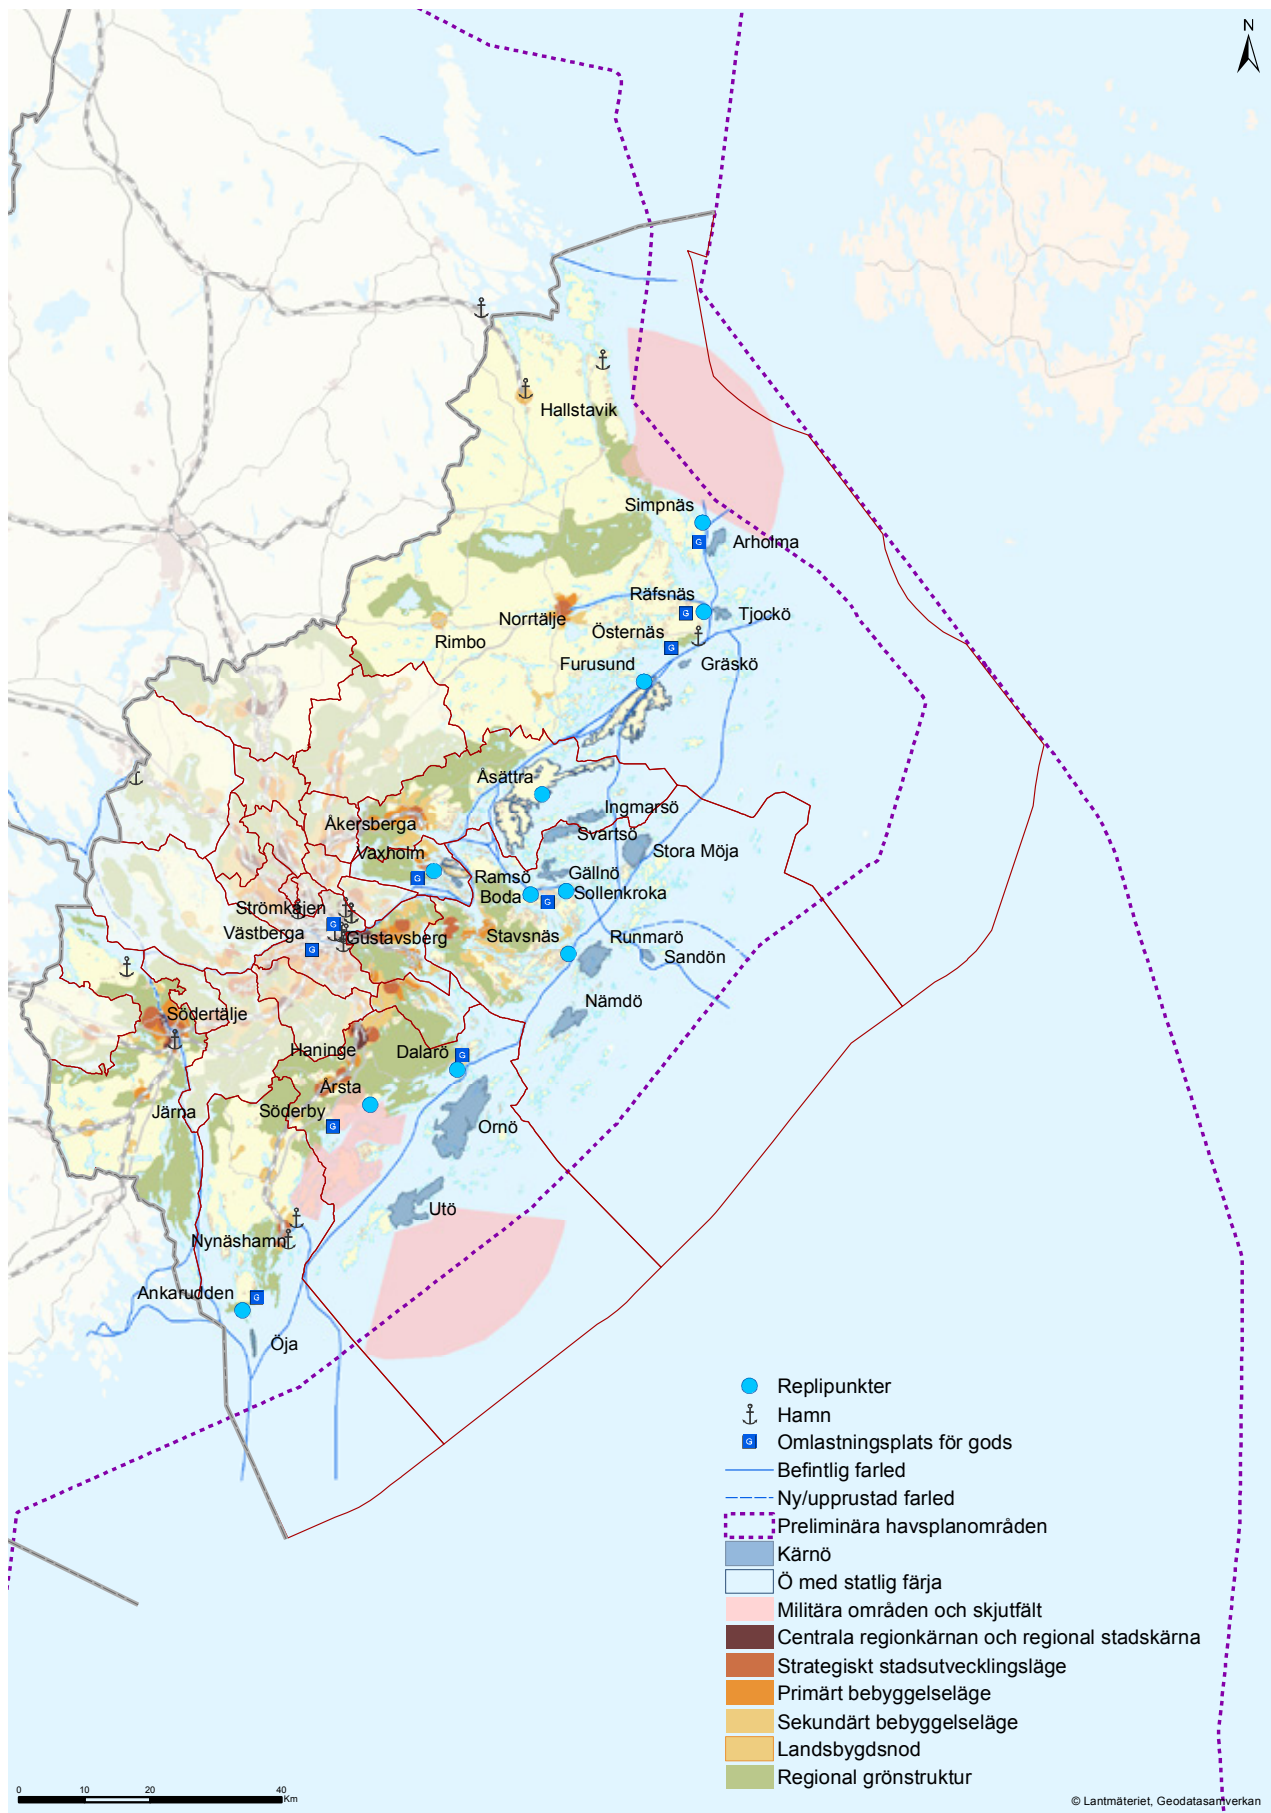 N
Hallstavik
Simpnäs
Arholma
Räfsnäs
Norrtälje
Tjockö
Östernäs
Rimbo
Furusund
Gräskö
Åsättra
Ingmarsö
Åkersberga
Svartsö
Stora Möja
Vaxholm
Gällnö
Ramsö
G
Boda
Sollenkroka
Strömkajen
Västberga
Gustavsberg
Stavsnäs
Runmarö
Sandön
Nämdö
Södertälje
Haninge
Dalarö
Årsta
Järna
Söderby
Ornö
Utö
Nynäshamn
Ankarudden
Öja
Replipunkter
Hamn
G Omlastningsplats för gods
Befintlig farled
Ny/upprustad farled
Preliminära havsplanområden
Kärnö
Ö med statlig färja
Militära områden och skjutfält
Centrala regionkärnan och regional stadskärna
Strategiskt stadsutvecklingsläge
Primärt bebyggelseläge
Sekundärt bebyggelseläge
Landsbygdsnod
Regional grönstruktur
0 10 20 40
Km
© Lantmäteriet, Geodatasamverkan